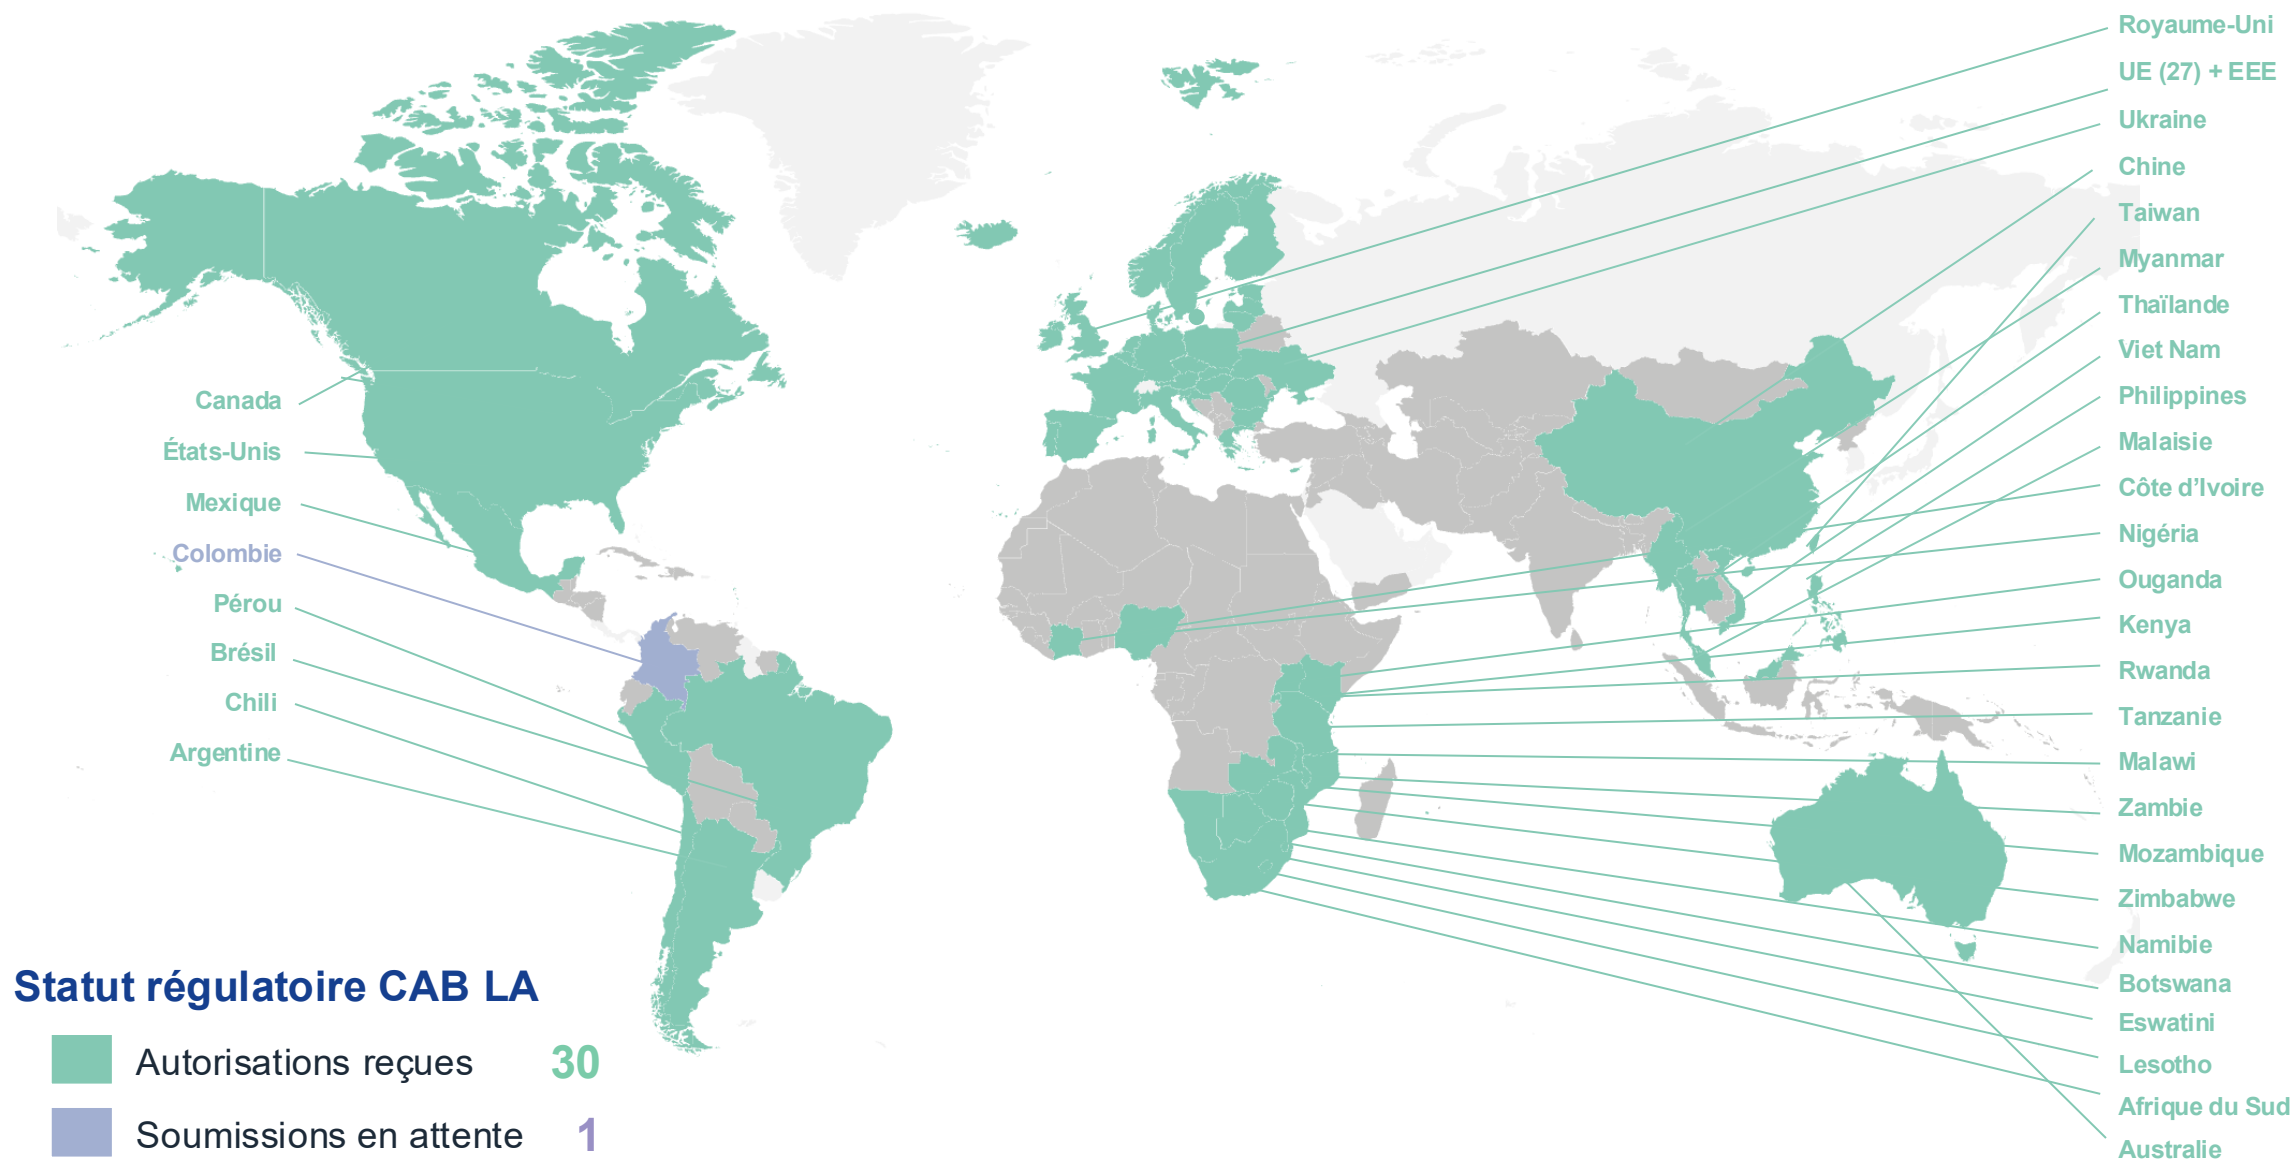 Royaume-Uni
UE (27) + EEE
Ukraine
Chine
Taiwan
Myanmar
Thaïlande
Viet Nam
Philippines
Malaisie
Côte d’Ivoire
Nigéria
Ouganda
Kenya
Rwanda
Tanzanie
Malawi
Zambie
Mozambique
Zimbabwe
Namibie
Botswana
Eswatini
Lesotho
Afrique du Sud
Australie
Canada
États-Unis
Mexique
Colombie
Pérou
Brésil
Chili
Argentine
Statut régulatoire CAB LA
Autorisations reçues 30
Soumissions en attente 1